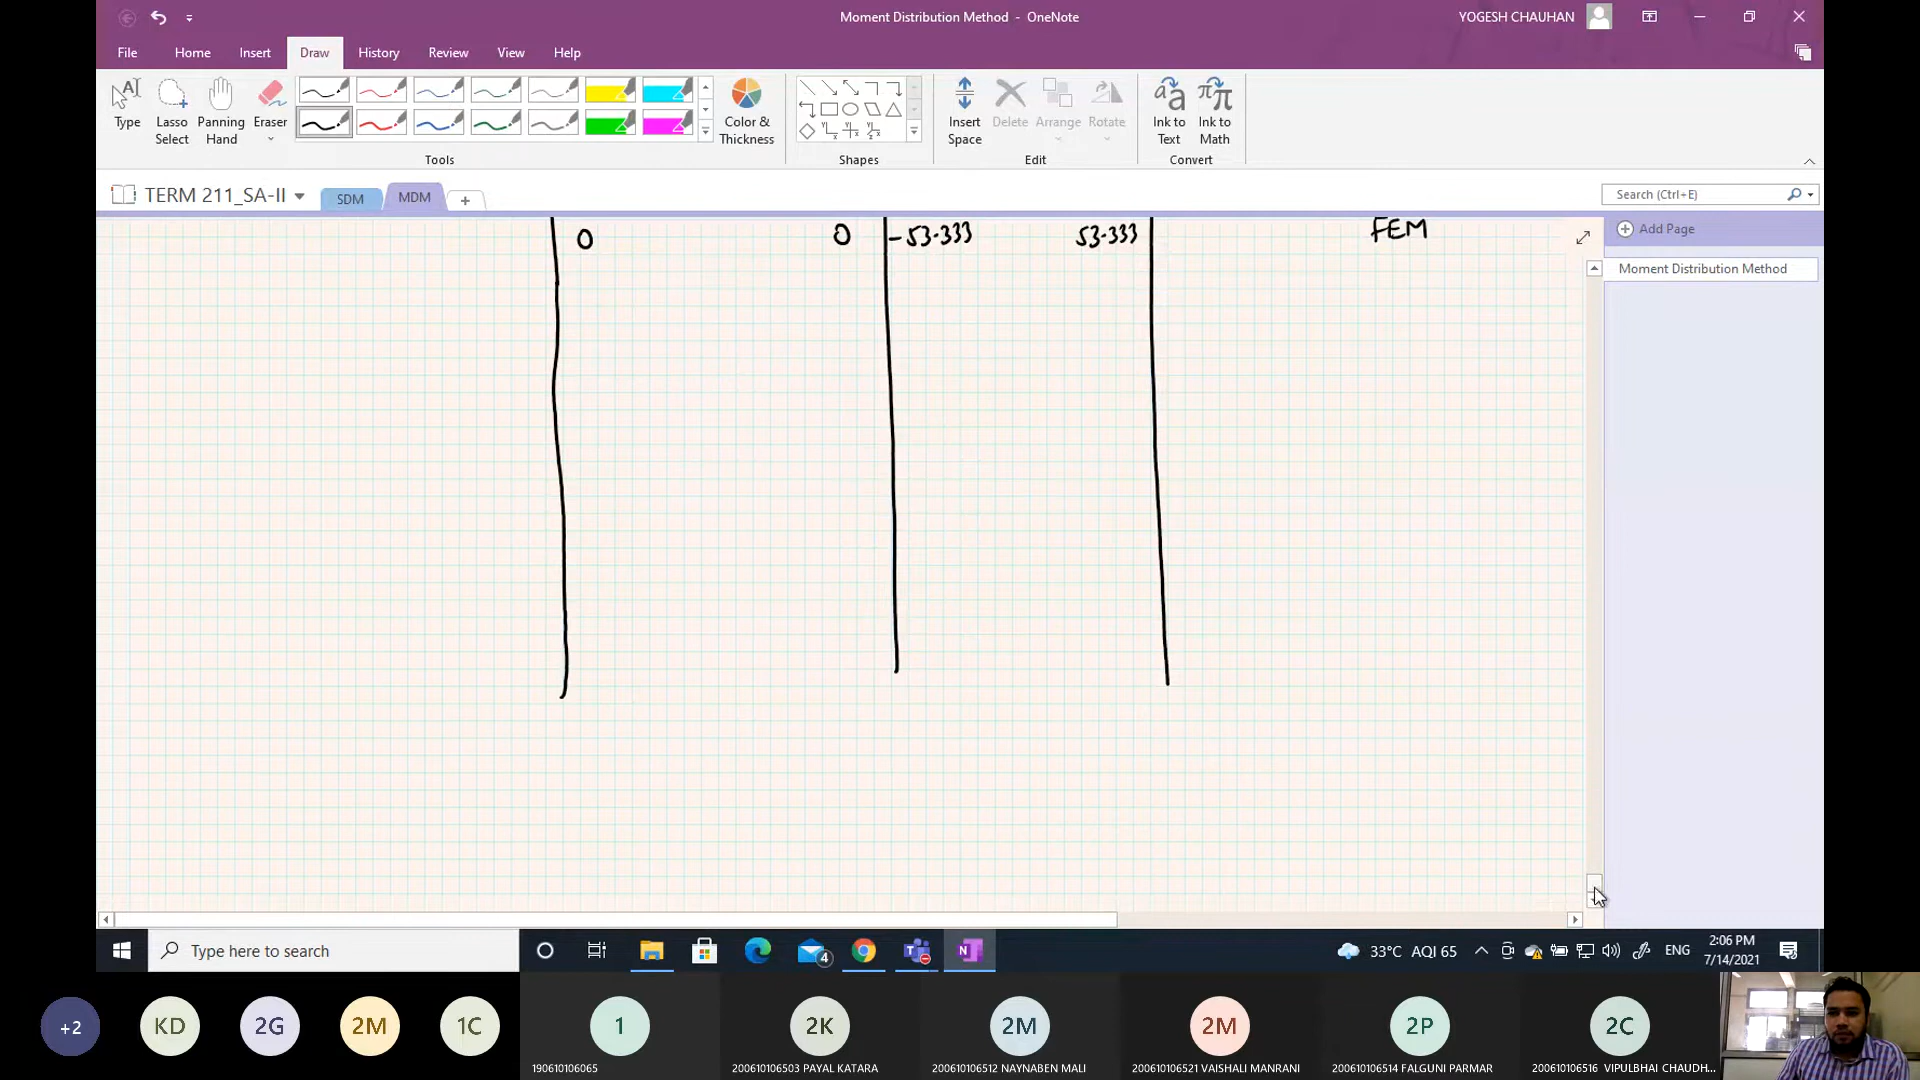 Moment Distribution Method - OneNote
YOGESH CHAUHAN
File Home Insert Draw History Review View Help
Type
Lasso Select
Panning Hand
Eraser
Color & Thickness
Insert Space
Delete
Arrange
Rotate
Ink to Text
Ink to Math
Tools
Shapes
Edit
Convert
TERM 211_SA-II
SDM
MDM
Search (Ctrl+E)
Add Page
Moment Distribution Method
0 0 -53.333 53.333 FEM
Type here to search
4
33°C AQI 65
ENG
2:06 PM
7/14/2021
+2 KD 2G 2M 1C 1 2K 2M 2M 2P 2C
190610106065
200610106503 PAYAL KATARA
200610106512 NAYNABEN MALI
200610106521 VAISHALI MANRANI
200610106514 FALGUNI PARMAR
200610106516 VIPULBHAI CHAUDH...